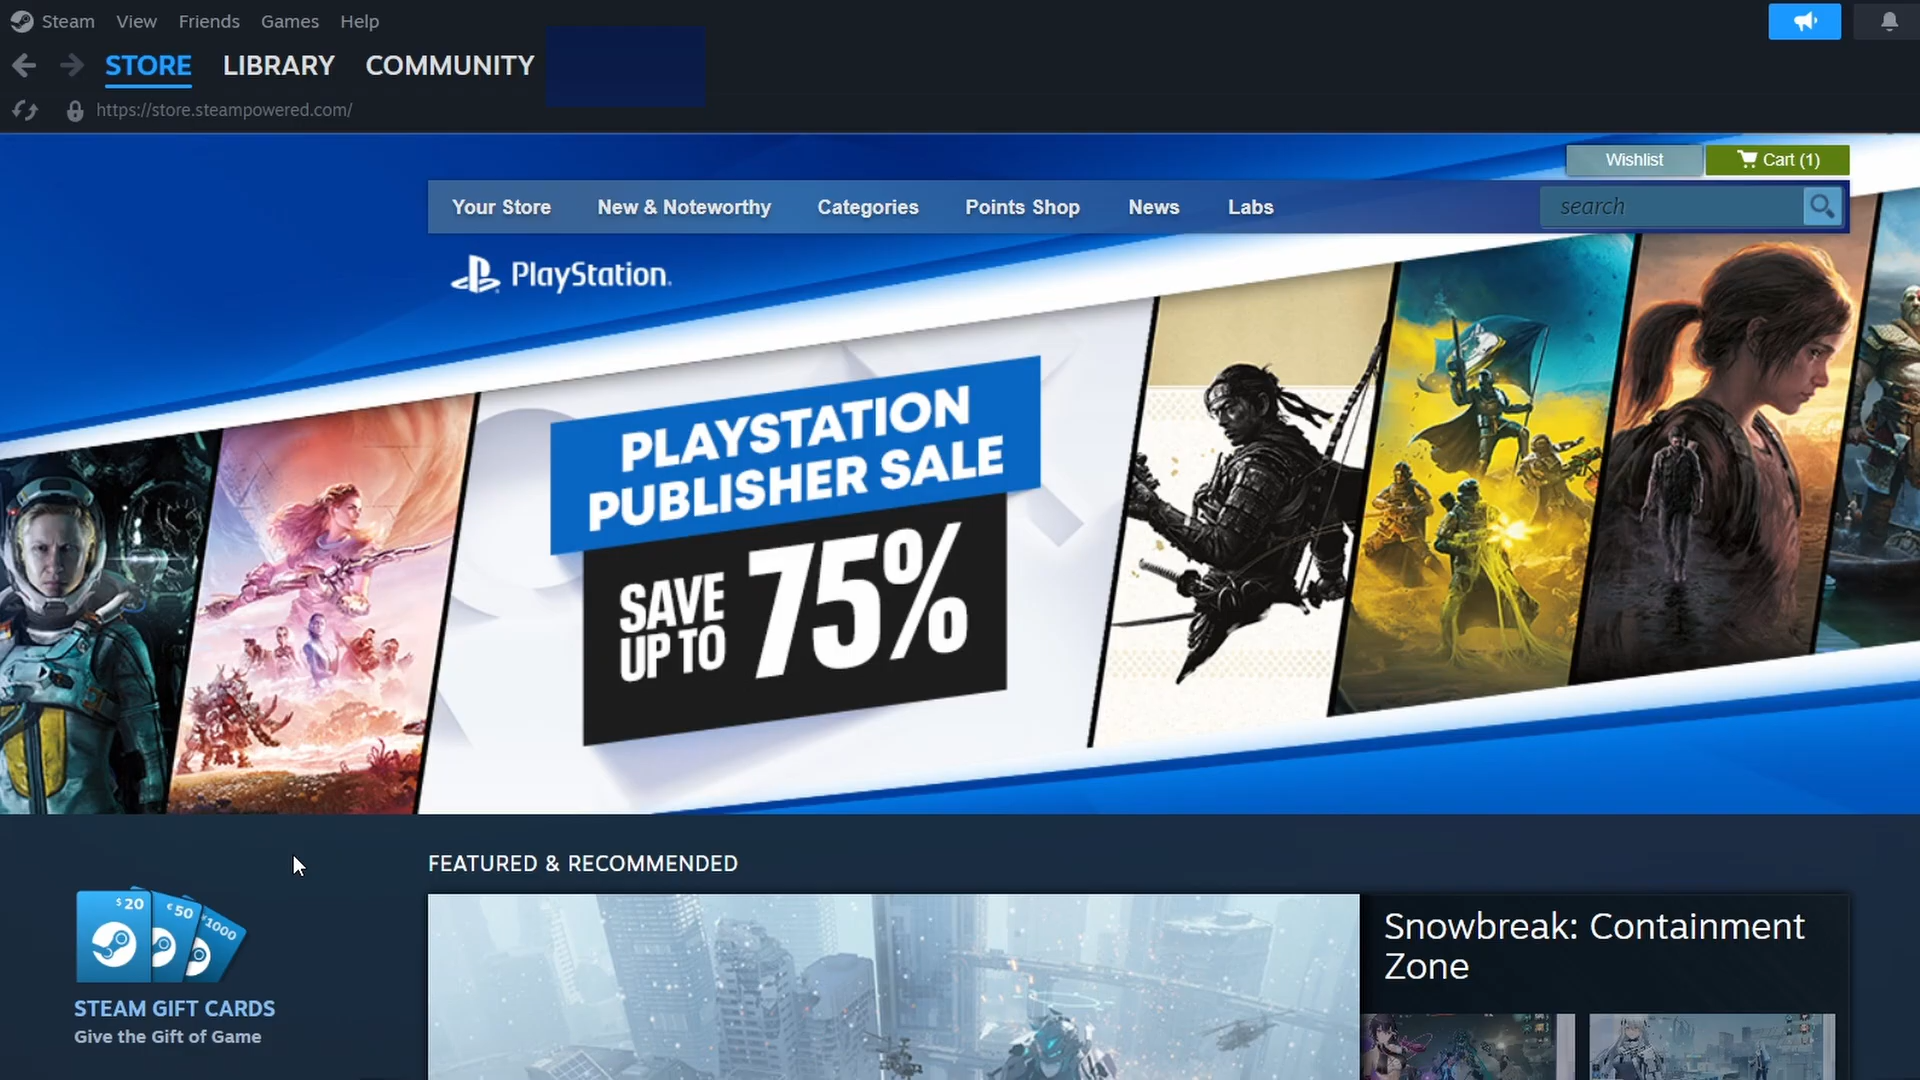 Steam View Friends Games Help
STORE LIBRARY COMMUNITY
https://store.steampowered.com/
Wishlist Cart (1)
Your Store New & Noteworthy Categories Points Shop News Labs search
PlayStation.
PLAYSTATION
PUBLISHER SALE
SAVE
UP TO
75%
FEATURED & RECOMMENDED
$20 €50 ¥1000
Snowbreak: Containment
Zone
STEAM GIFT CARDS
Give the Gift of Game